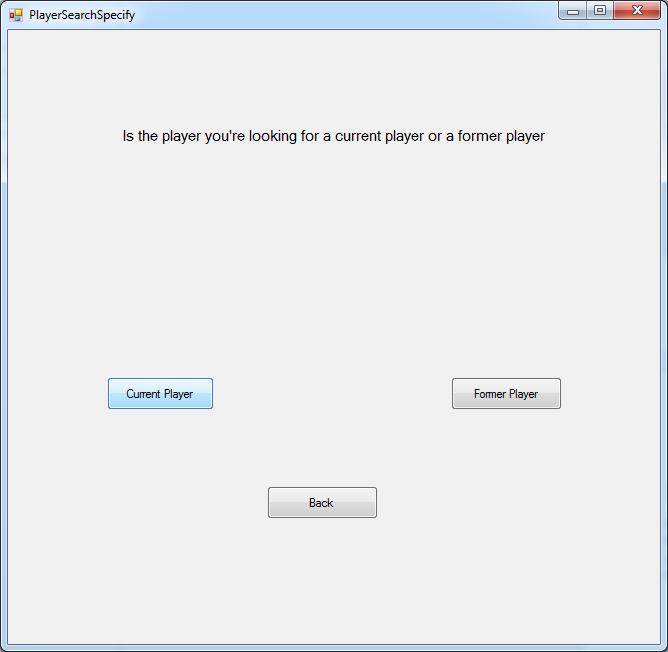 PlayerSearchSpecify
Is the player you're looking for a current player or a former player
Current Player
Former Player
Back